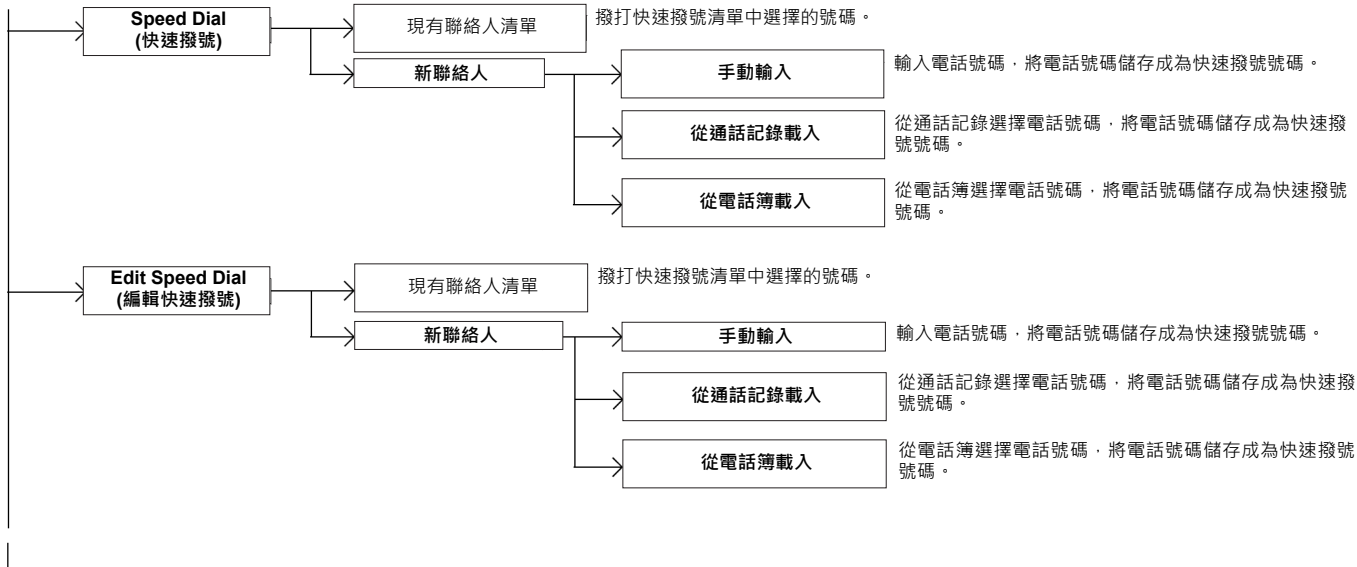 Speed Dial
(快速撥號)
現有聯絡人清單
撥打快速撥號清單中選擇的號碼。
新聯絡人
手動輸入
輸入電話號碼，將電話號碼儲存成為快速撥號號碼。
從通話記錄載入
從通話記錄選擇電話號碼，將電話號碼儲存成為快速撥
號號碼。
從電話簿載入
從電話簿選擇電話號碼，將電話號碼儲存成為快速撥號
號碼。
Edit Speed Dial
(編輯快速撥號)
現有聯絡人清單
撥打快速撥號清單中選擇的號碼。
新聯絡人
手動輸入
輸入電話號碼，將電話號碼儲存成為快速撥號號碼。
從通話記錄載入
從通話記錄選擇電話號碼，將電話號碼儲存成為快速撥
號號碼。
從電話簿載入
從電話簿選擇電話號碼，將電話號碼儲存成為快速撥號
號碼。